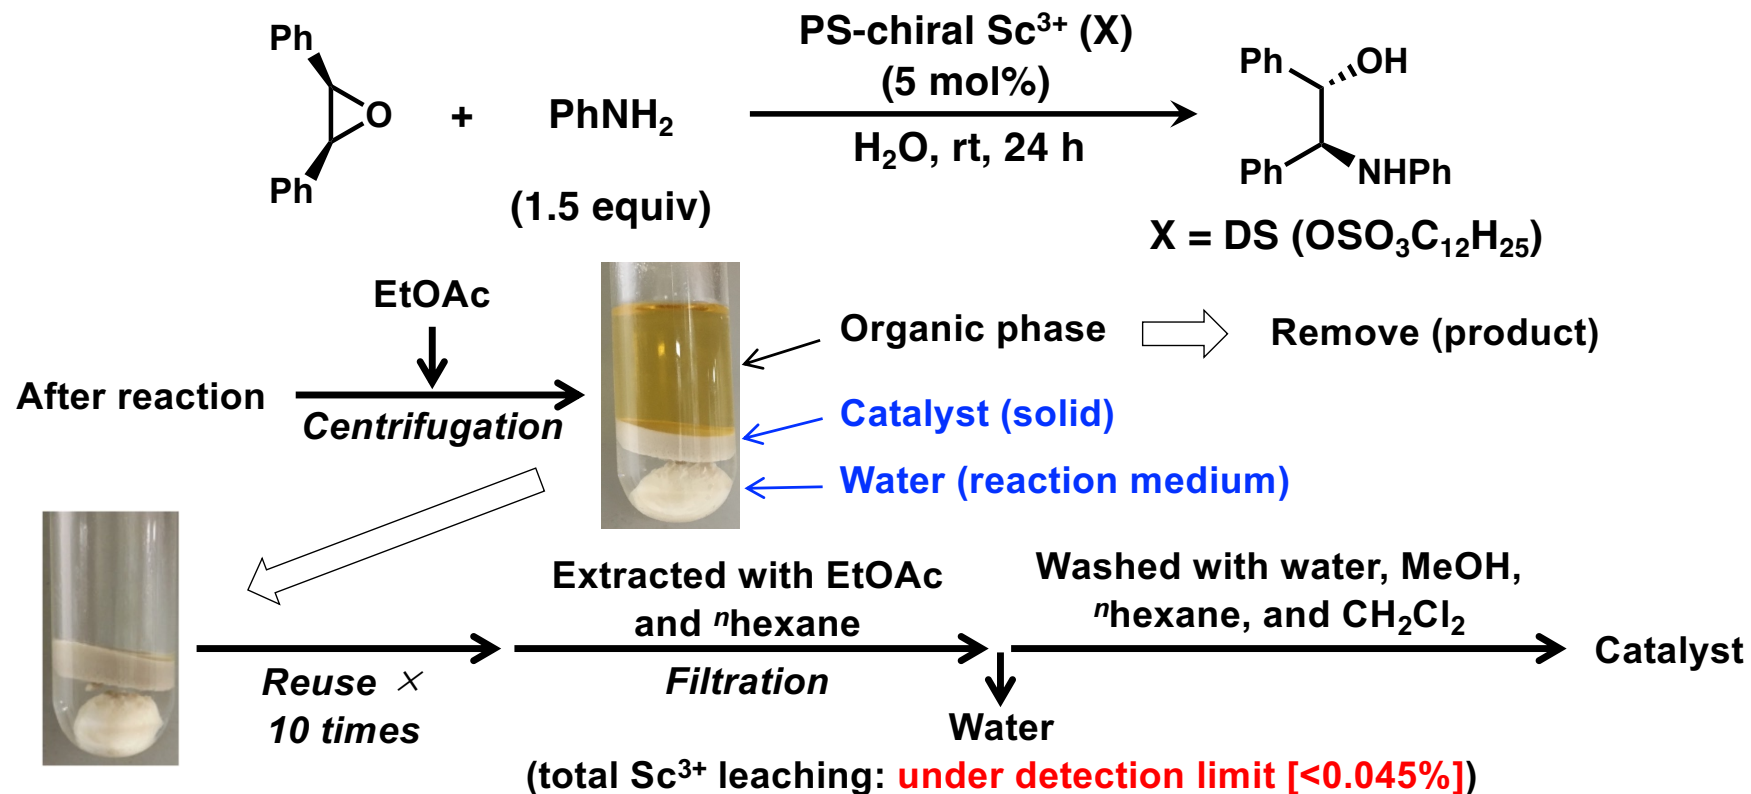 Ph
Ph
O
+
PhNH₂
(1.5 equiv)
PS-chiral Sc³⁺ (X)
(5 mol%)
H₂O, rt, 24 h
Ph
OH
Ph
NHPh
X = DS (OSO₃C₁₂H₂₅)
After reaction
EtOAc
Centrifugation
Organic phase
Remove (product)
Catalyst (solid)
Water (reaction medium)
Reuse ×
10 times
Extracted with EtOAc
and ⁿhexane
Filtration
Washed with water, MeOH,
ⁿhexane, and CH₂Cl₂
Catalyst
Water
(total Sc³⁺ leaching: under detection limit [<0.045%])